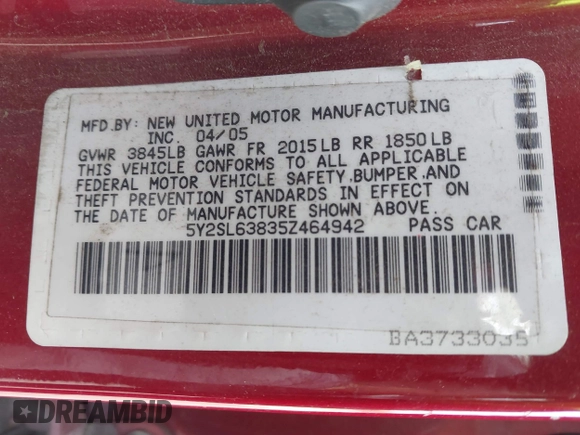 MFD.BY: NEW UNITED MOTOR MANUFACTURING
INC. 04/05
GVWR 3845LB GAWR FR 2015LB RR 1850LB
THIS VEHICLE CONFORMS TO ALL APPLICABLE
FEDERAL MOTOR VEHICLE SAFETY,BUMPER,AND
THEFT PREVENTION STANDARDS IN EFFECT ON
THE DATE OF MANUFACTURE SHOWN ABOVE.
5Y2SL63835Z464942 PASS CAR
BA3733035
DREAMBID